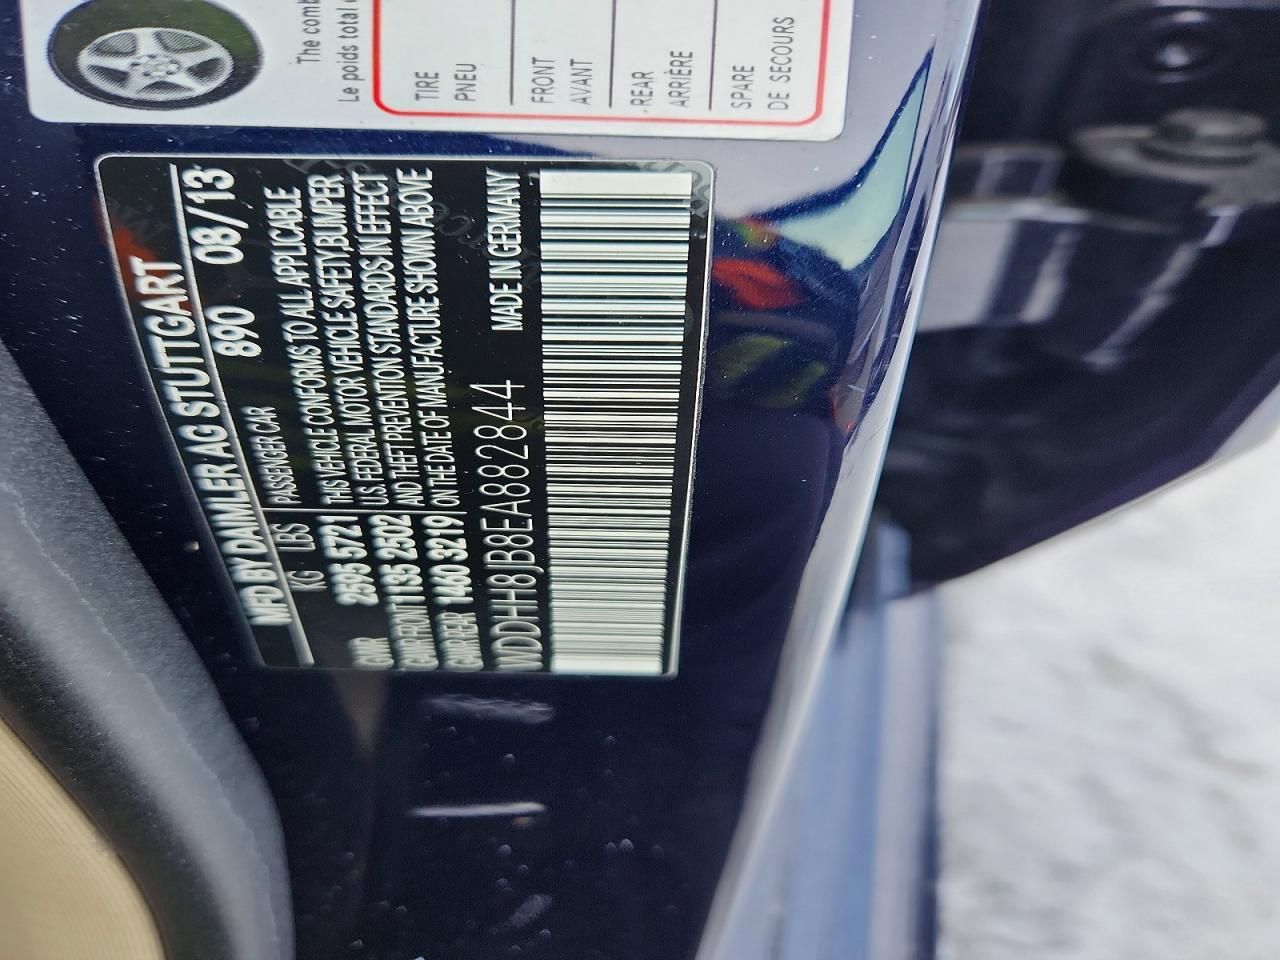 The comb
Le poids total
TIRE
PNEU
FRONT
AVANT
REAR
ARRIÈRE
SPARE
DE SECOURS
MFD BY DAIMLER AG STUTTGART
KG LBS PASSENGER CAR 890 08/13
GVWR 2595 5721 THIS VEHICLE CONFORMS TO ALL APPLICABLE
GAWR FRONT 1135 2502 U.S. FEDERAL MOTOR VEHICLE SAFETY, BUMPER
GAWR REAR 1460 3219 AND THEFT PREVENTION STANDARDS IN EFFECT
ON THE DATE OF MANUFACTURE SHOWN ABOVE
WDDHH8JB8EA882844 MADE IN GERMANY